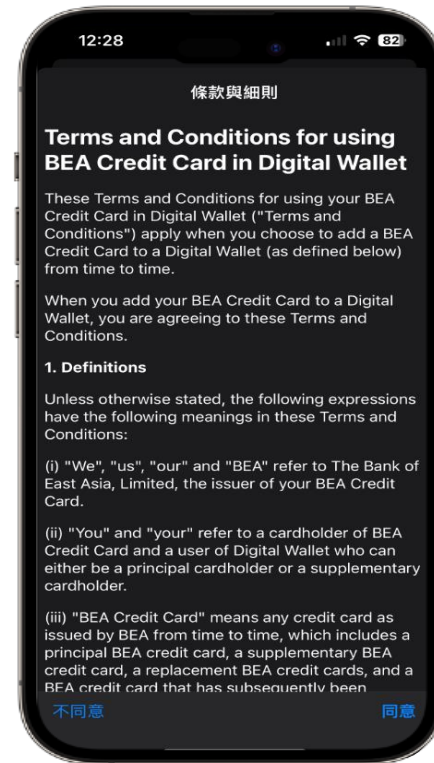 12:28
82
條款與細則
Terms and Conditions for using
BEA Credit Card in Digital Wallet
These Terms and Conditions for using your BEA
Credit Card in Digital Wallet ("Terms and
Conditions") apply when you choose to add a BEA
Credit Card to a Digital Wallet (as defined below)
from time to time.
When you add your BEA Credit Card to a Digital
Wallet, you are agreeing to these Terms and
Conditions.
1. Definitions
Unless otherwise stated, the following expressions
have the following meanings in these Terms and
Conditions:
(i) "We", "us", "our" and "BEA" refer to The Bank of
East Asia, Limited, the issuer of your BEA Credit
Card.
(ii) "You" and "your" refer to a cardholder of BEA
Credit Card and a user of Digital Wallet who can
either be a principal cardholder or a supplementary
cardholder.
(iii) "BEA Credit Card" means any credit card as
issued by BEA from time to time, which includes a
principal BEA credit card, a supplementary BEA
credit card, a replacement BEA credit cards, and a
BEA credit card that has subsequently been
不同意 同意